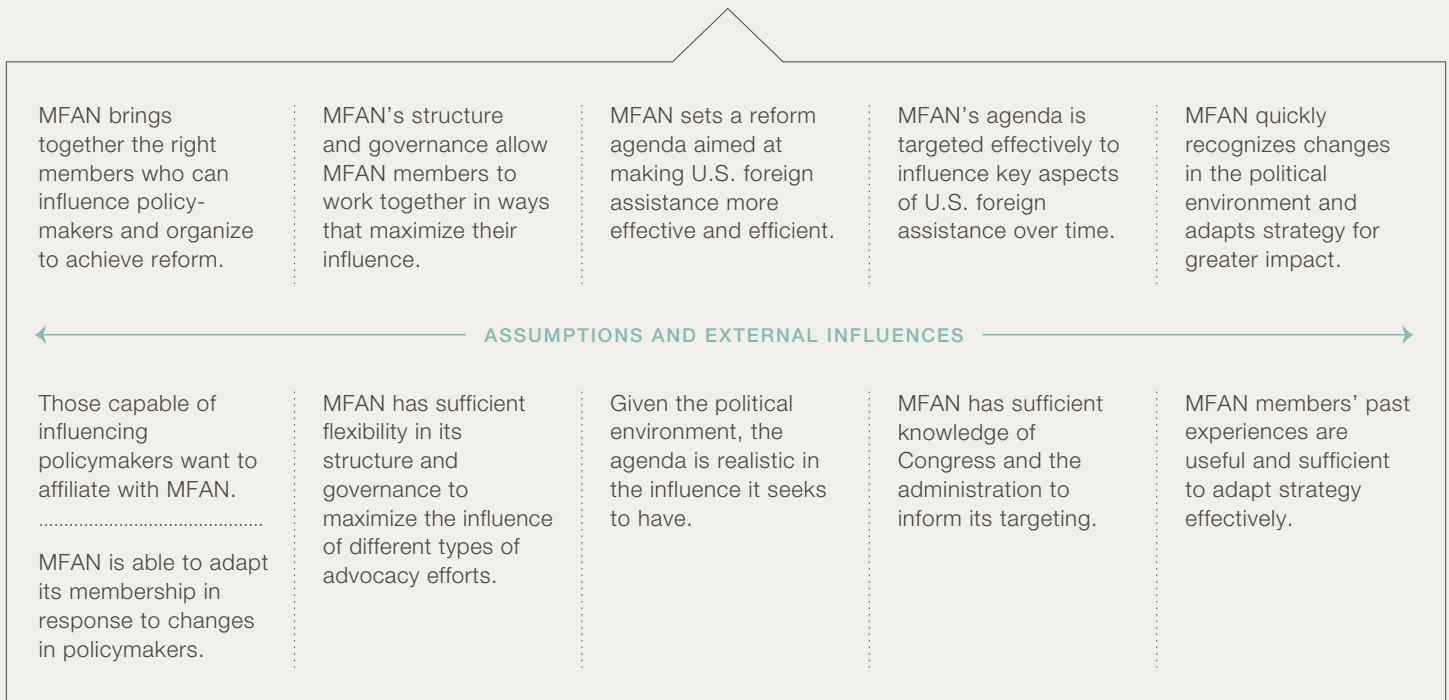 MFAN brings
together the right
members who can
influence policy-
makers and organize
to achieve reform.
MFAN’s structure
and governance allow
MFAN members to
work together in ways
that maximize their
influence.
MFAN sets a reform
agenda aimed at
making U.S. foreign
assistance more
effective and efficient.
MFAN’s agenda is
targeted effectively to
influence key aspects
of U.S. foreign
assistance over time.
MFAN quickly
recognizes changes
in the political
environment and
adapts strategy for
greater impact.
ASSUMPTIONS AND EXTERNAL INFLUENCES
Those capable of
influencing
policymakers want to
affiliate with MFAN.
MFAN is able to adapt
its membership in
response to changes
in policymakers.
MFAN has sufficient
flexibility in its
structure and
governance to
maximize the influence
of different types of
advocacy efforts.
Given the political
environment, the
agenda is realistic in
the influence it seeks
to have.
MFAN has sufficient
knowledge of
Congress and the
administration to
inform its targeting.
MFAN members’ past
experiences are
useful and sufficient
to adapt strategy
effectively.